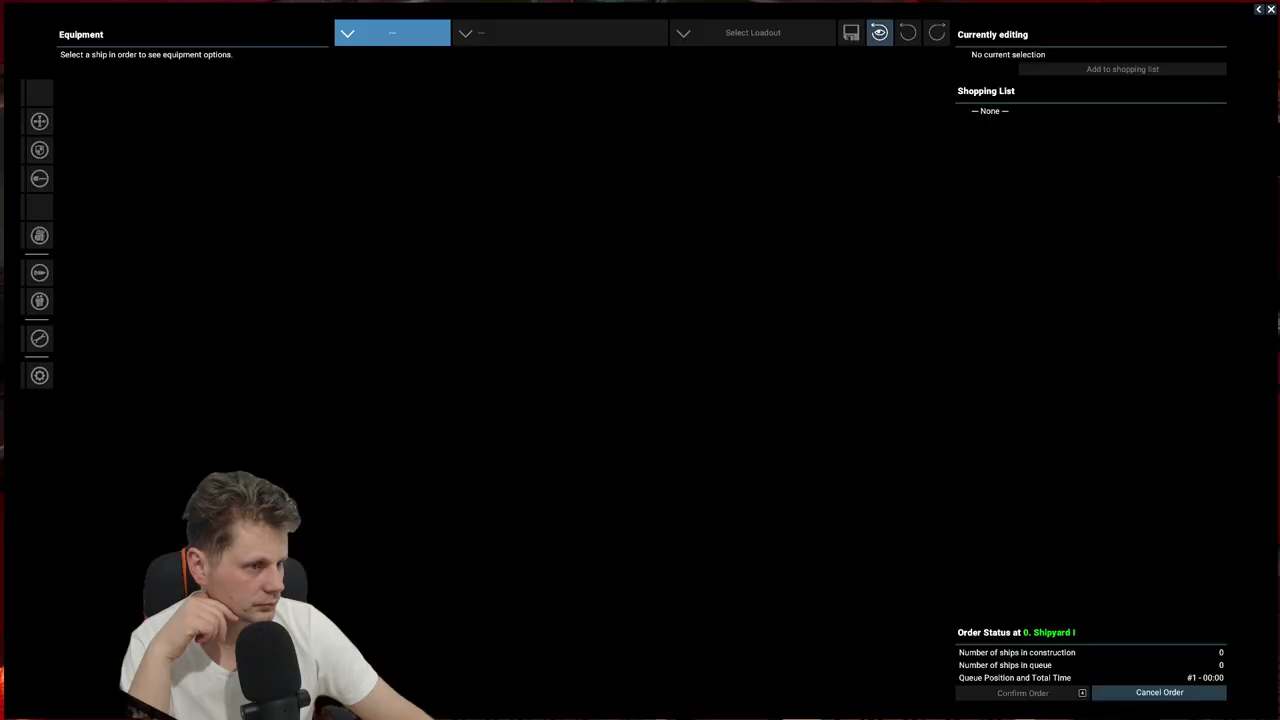 Equipment
Select a ship in order to see equipment options.
--
--
Select Loadout
Currently editing
No current selection
Add to shopping list
Shopping List
— None —
Order Status at 0. Shipyard I
Number of ships in construction 0
Number of ships in queue 0
Queue Position and Total Time #1 - 00:00
Confirm Order
Cancel Order